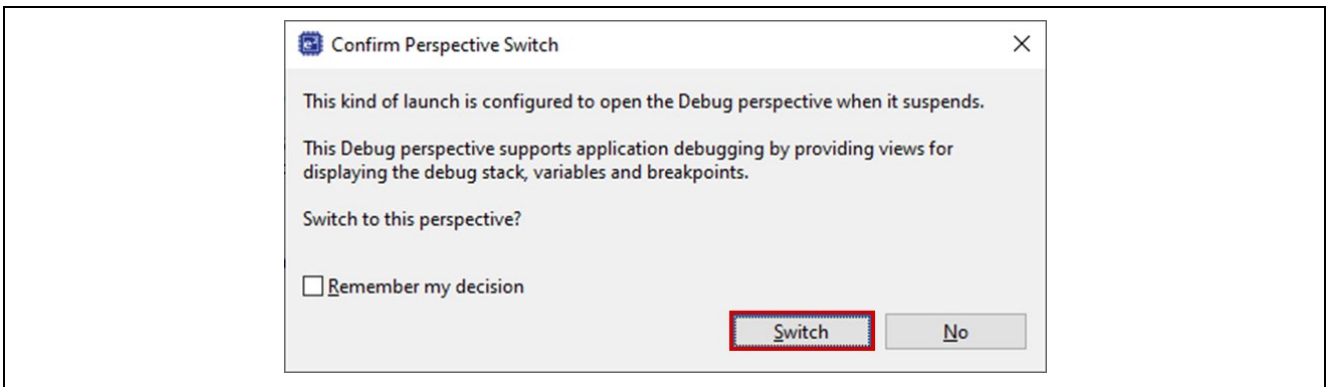 Confirm Perspective Switch
This kind of launch is configured to open the Debug perspective when it suspends.
This Debug perspective supports application debugging by providing views for
displaying the debug stack, variables and breakpoints.
Switch to this perspective?
Remember my decision
Switch No